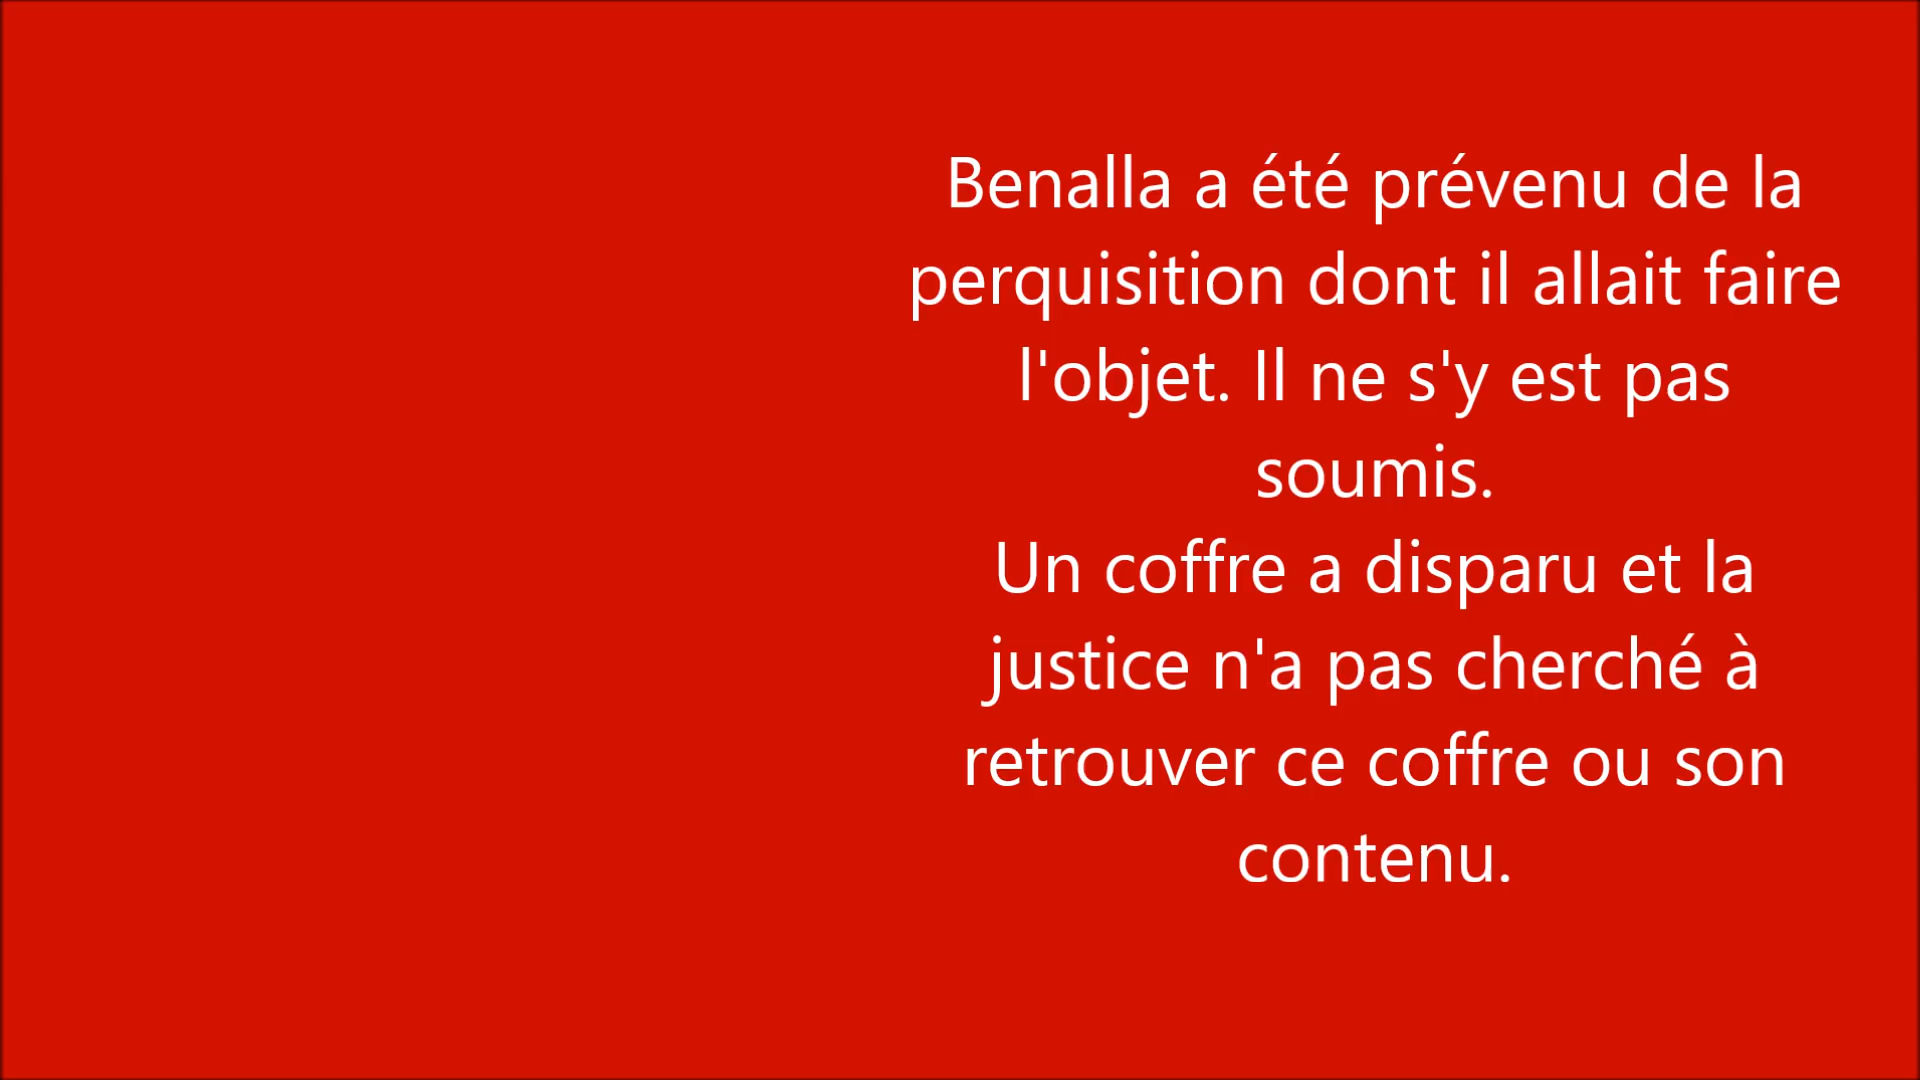 Benalla a été prévenu de la
perquisition dont il allait faire
l'objet. Il ne s'y est pas
soumis.
Un coffre a disparu et la
justice n'a pas cherché à
retrouver ce coffre ou son
contenu.